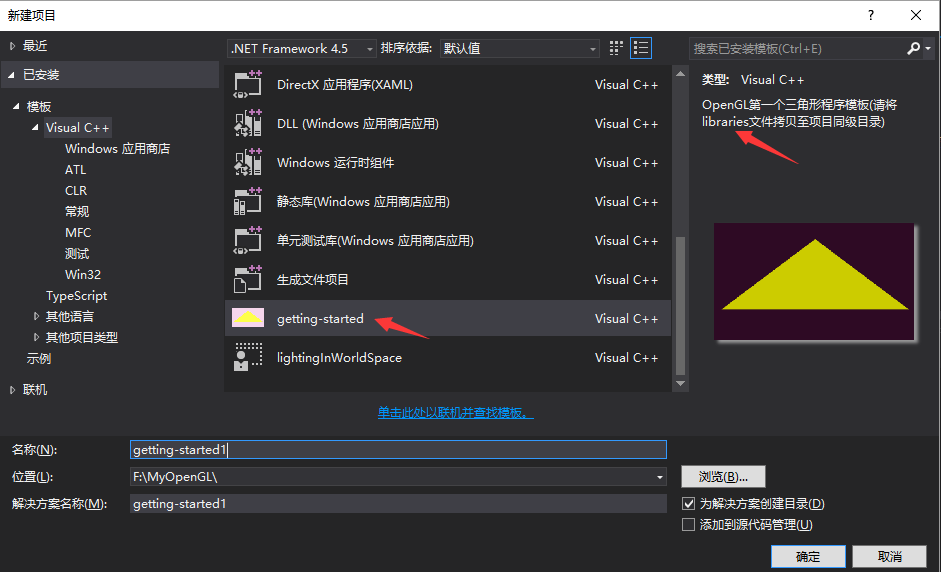 新建项目
?
最近
.NET Framework 4.5
排序依据:
默认值
搜索已安装模板(Ctrl+E)
已安装
模板
Visual C++
Windows 应用商店
ATL
CLR
常规
MFC
测试
Win32
TypeScript
其他语言
其他项目类型
示例
联机
DirectX 应用程序(XAML) Visual C++
DLL (Windows 应用商店应用) Visual C++
Windows 运行时组件 Visual C++
静态库(Windows 应用商店应用) Visual C++
单元测试库(Windows 应用商店应用) Visual C++
生成文件项目 Visual C++
getting-started Visual C++
lightingInWorldSpace Visual C++
单击此处以联机并查找模板。
类型: Visual C++
OpenGL第一个三角形程序模板(请将
libraries文件拷贝至项目同级目录)
名称(N): getting-started1
位置(L): F:\MyOpenGL\
浏览(B)...
解决方案名称(M): getting-started1
为解决方案创建目录(D)
添加到源代码管理(U)
确定
取消